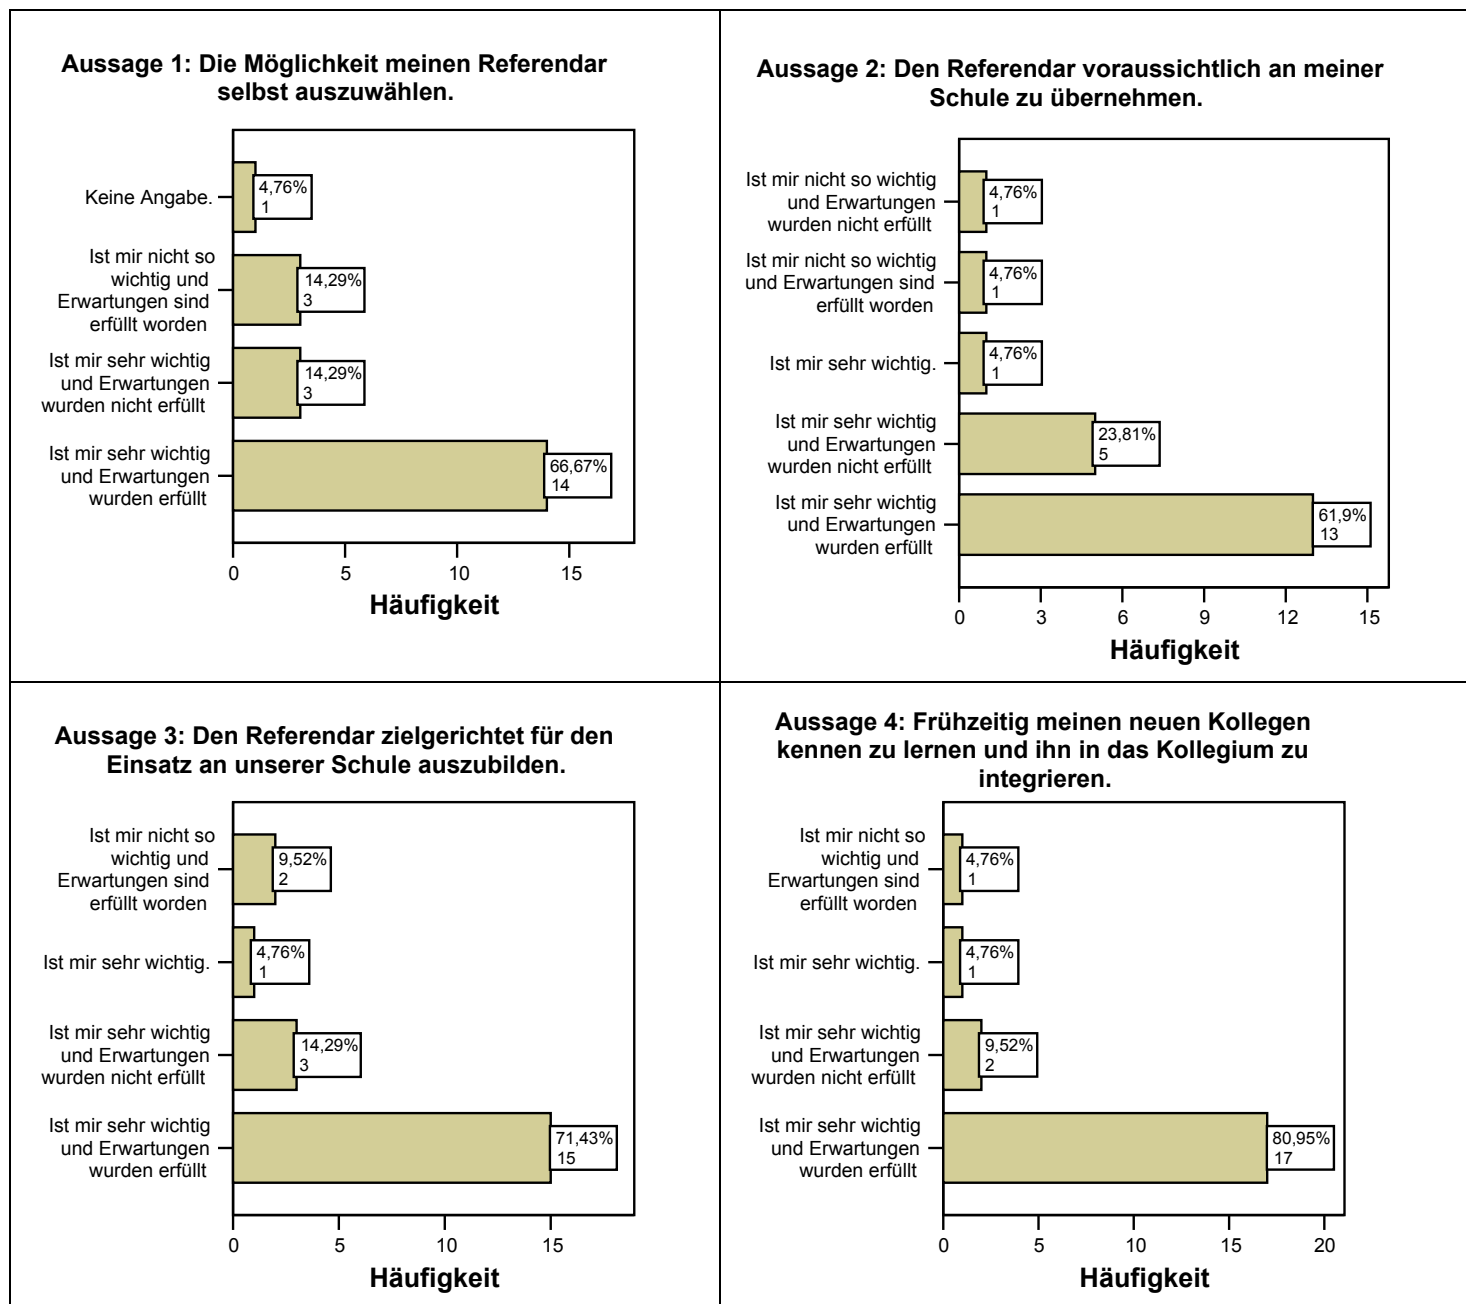 Aussage 1: Die Möglichkeit meinen Referendar
selbst auszuwählen.
Keine Angabe.
4,76%
1
Ist mir nicht so
wichtig und
Erwartungen sind
erfüllt worden
14,29%
3
Ist mir sehr wichtig
und Erwartungen
wurden nicht erfüllt
14,29%
3
Ist mir sehr wichtig
und Erwartungen
wurden erfüllt
66,67%
14
0 5 10 15
Häufigkeit
Aussage 2: Den Referendar voraussichtlich an meiner
Schule zu übernehmen.
Ist mir nicht so wichtig
und Erwartungen
wurden nicht erfüllt
4,76%
1
Ist mir nicht so wichtig
und Erwartungen sind
erfüllt worden
4,76%
1
Ist mir sehr wichtig.
4,76%
1
Ist mir sehr wichtig
und Erwartungen
wurden nicht erfüllt
23,81%
5
Ist mir sehr wichtig
und Erwartungen
wurden erfüllt
61,9%
13
0 3 6 9 12 15
Häufigkeit
Aussage 3: Den Referendar zielgerichtet für den
Einsatz an unserer Schule auszubilden.
Ist mir nicht so
wichtig und
Erwartungen sind
erfüllt worden
9,52%
2
Ist mir sehr wichtig.
4,76%
1
Ist mir sehr wichtig
und Erwartungen
wurden nicht erfüllt
14,29%
3
Ist mir sehr wichtig
und Erwartungen
wurden erfüllt
71,43%
15
0 5 10 15
Häufigkeit
Aussage 4: Frühzeitig meinen neuen Kollegen
kennen zu lernen und ihn in das Kollegium zu
integrieren.
Ist mir nicht so
wichtig und
Erwartungen sind
erfüllt worden
4,76%
1
Ist mir sehr wichtig.
4,76%
1
Ist mir sehr wichtig
und Erwartungen
wurden nicht erfüllt
9,52%
2
Ist mir sehr wichtig
und Erwartungen
wurden erfüllt
80,95%
17
0 5 10 15 20
Häufigkeit